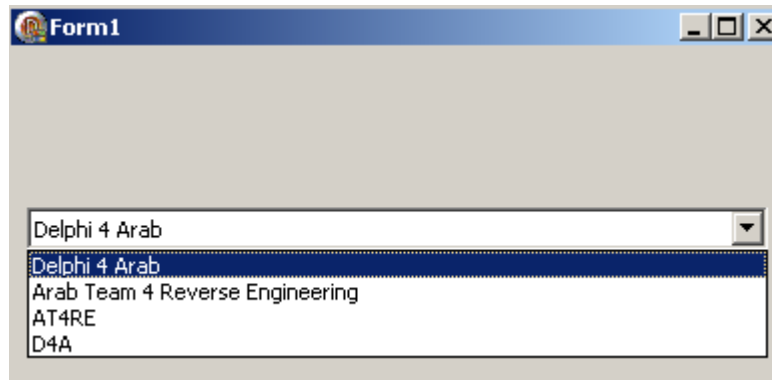 Form1
Delphi 4 Arab
Delphi 4 Arab
Arab Team 4 Reverse Engineering
AT4RE
D4A